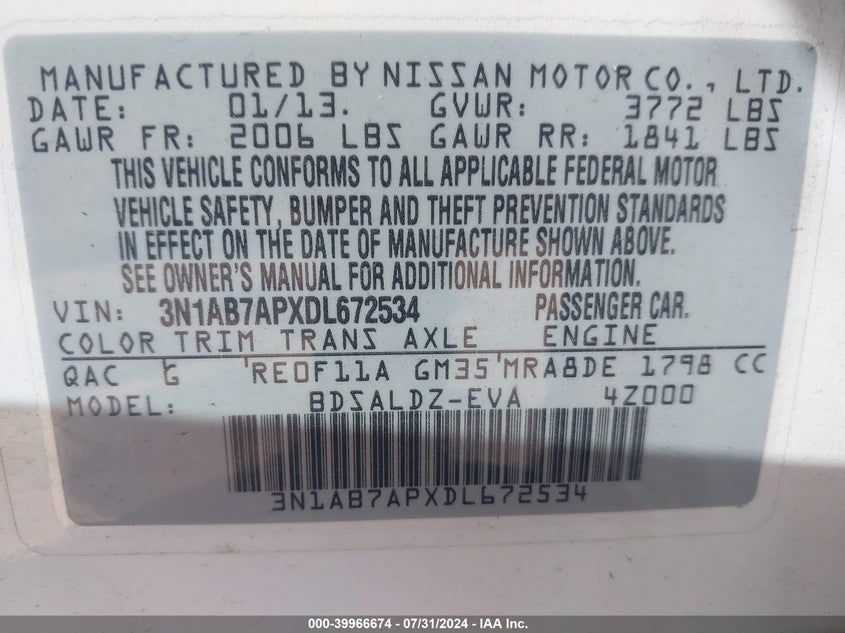 MANUFACTURED BY NISSAN MOTOR CO., LTD.
DATE: 01/13. GVWR: 3772 LBS
GAWR FR: 2006 LBS GAWR RR: 1841 LBS
THIS VEHICLE CONFORMS TO ALL APPLICABLE FEDERAL MOTOR
VEHICLE SAFETY, BUMPER AND THEFT PREVENTION STANDARDS
IN EFFECT ON THE DATE OF MANUFACTURE SHOWN ABOVE.
SEE OWNER'S MANUAL FOR ADDITIONAL INFORMATION.
VIN: 3N1AB7APXDL672534 PASSENGER CAR.
COLOR TRIM TRANS AXLE ENGINE
QAC G RE0F11A GM35 MRA8DE 1798 CC
MODEL: BDSALDZ-EVA 4Z000
3N1AB7APXDL672534
000-39966674 / 07/31/2024 - IAA Inc.